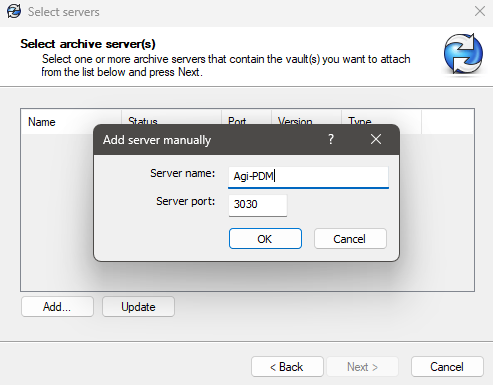 Select servers
Select archive server(s)
Select one or more archive servers that contain the vault(s) you want to attach
from the list below and press Next.
Name Status Port Version Type
Add server manually ?
Server name: Agi-PDM
Server port: 3030
OK Cancel
Add... Update
< Back Next > Cancel